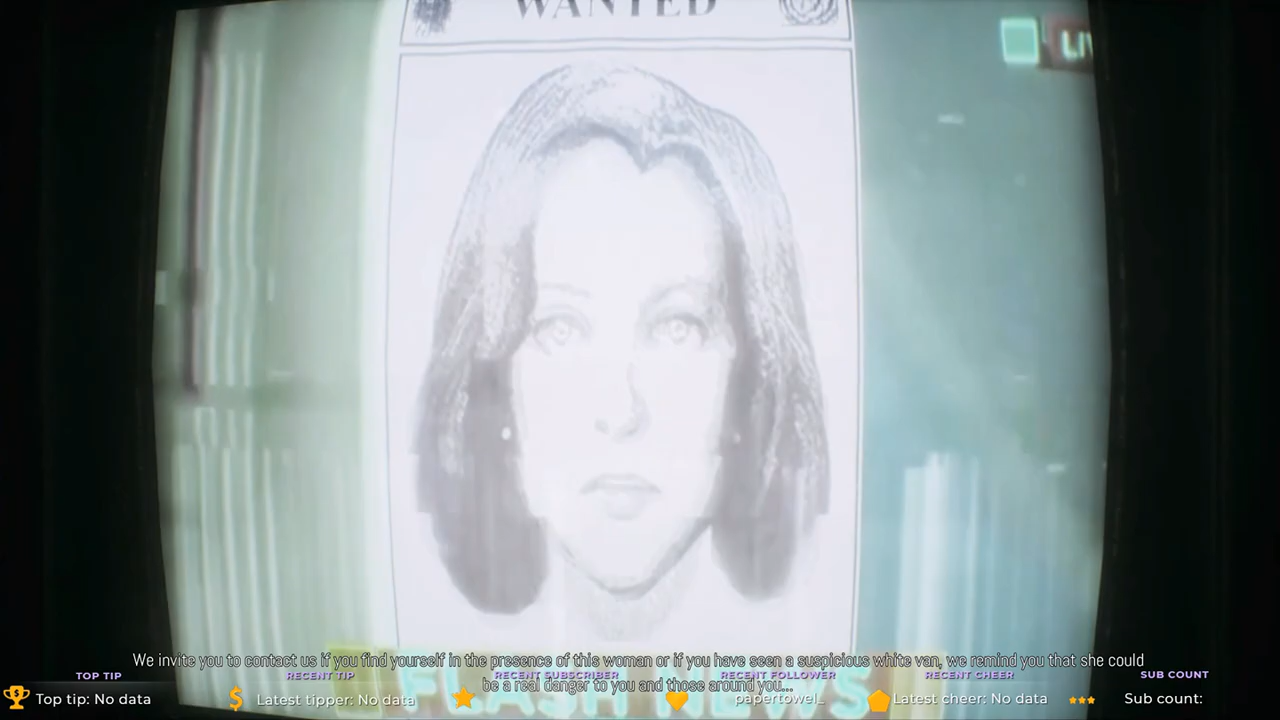 WANTED
We invite you to contact us if you find yourself in the presence of this woman or if you have seen a suspicious white van, we remind you that she could
be a real danger to you and those around you...
FLASH NEWS
TOP TIP
RECENT TIP
RECENT SUBSCRIBER
RECENT FOLLOWER
RECENT CHEER
SUB COUNT
Top tip: No data
Latest tipper: No data
papertowel_
Latest cheer: No data
Sub count: